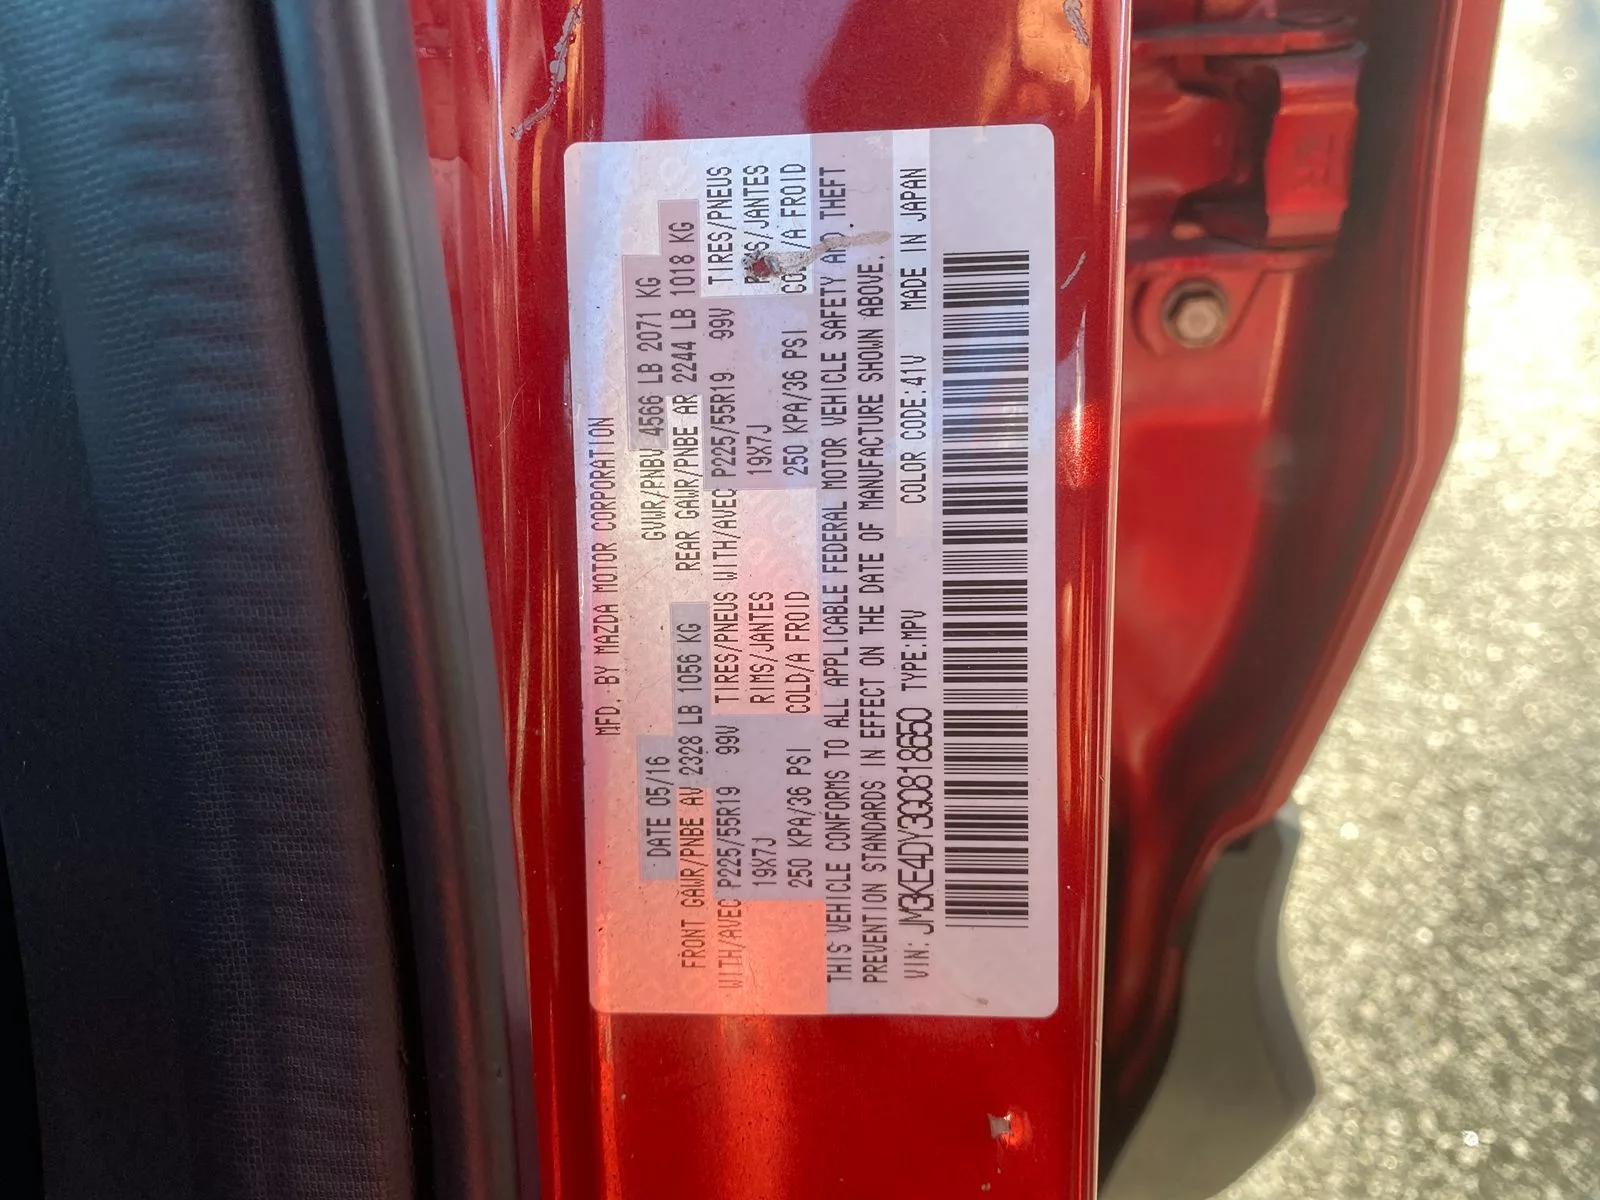 MFD. BY MAZDA MOTOR CORPORATION
DATE 05/16 GVWR/PNBV 4566 LB 2071 KG
FRONT GAWR/PNBE AV 2328 LB 1056 KG REAR GAWR/PNBE AR 2244 LB 1018 KG
WITH/AVEC P225/55R19 99V TIRES/PNEUS WITH/AVEC P225/55R19 99V TIRES/PNEUS
19X7J RIMS/JANTES 19X7J /JANTES
250 KPA/36 PSI COLD/A FROID 250 KPA/36 PSI /A FROID
THIS VEHICLE CONFORMS TO ALL APPLICABLE FEDERAL MOTOR VEHICLE SAFETY AND THEFT
PREVENTION STANDARDS IN EFFECT ON THE DATE OF MANUFACTURE SHOWN ABOVE.
VIN: JM3KE4DY3G0818650 TYPE:MPV COLOR CODE:41V MADE IN JAPAN